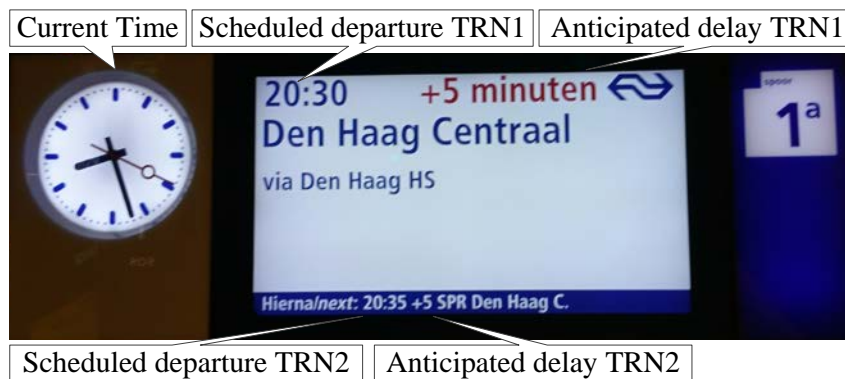 Current Time
Scheduled departure TRN1
Anticipated delay TRN1
20:30 +5 minuten
Den Haag Centraal
via Den Haag HS
Hierna/next: 20:35 +5 SPR Den Haag C.
spoor
1a
Scheduled departure TRN2
Anticipated delay TRN2